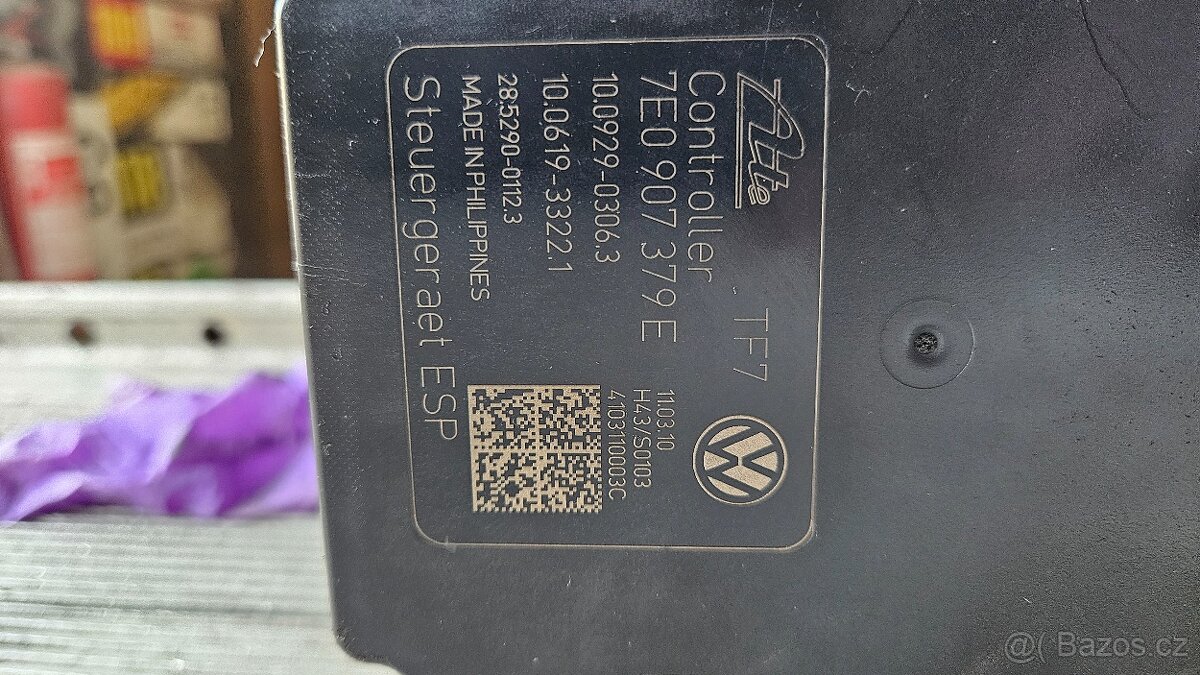 Ate
TF7
Controller
7E0 907 379 E
10.0929-0306.3
10.0619-3322.1
28.5290-0112.3
MADE IN PHILIPPINES
Steuergeraet ESP
11.03.10
H43/S0103
4103110003C
VW
@( Bazos.cz